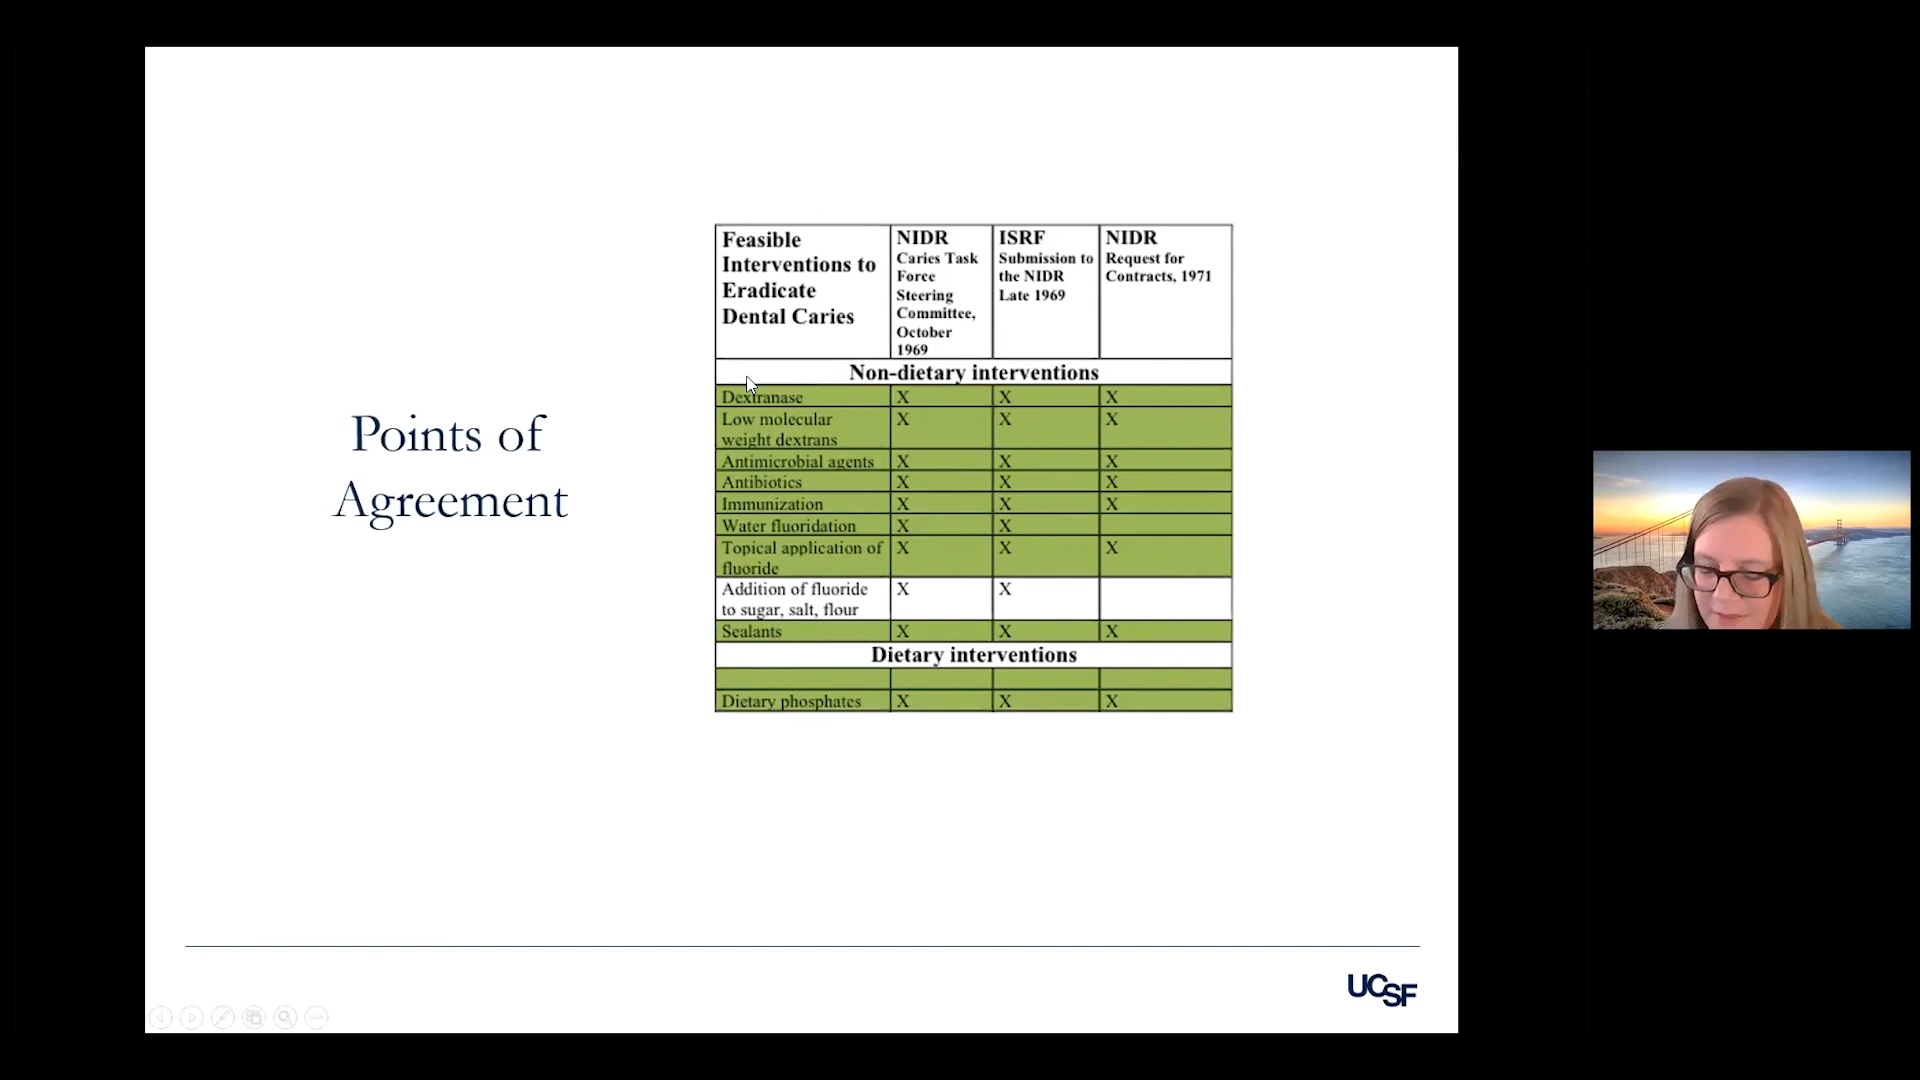 Points of
Agreement
Feasible
Interventions to
Eradicate
Dental Caries
NIDR
Caries Task
Force
Steering
Committee,
October
1969
ISRF
Submission to
the NIDR
Late 1969
NIDR
Request for
Contracts, 1971
Non-dietary interventions
Dextranase X X X
Low molecular X X X
weight dextrans
Antimicrobial agents X X X
Antibiotics X X X
Immunization X X X
Water fluoridation X X
Topical application of X X X
fluoride
Addition of fluoride X X
to sugar, salt, flour
Sealants X X X
Dietary interventions
Dietary phosphates X X X
UCSF